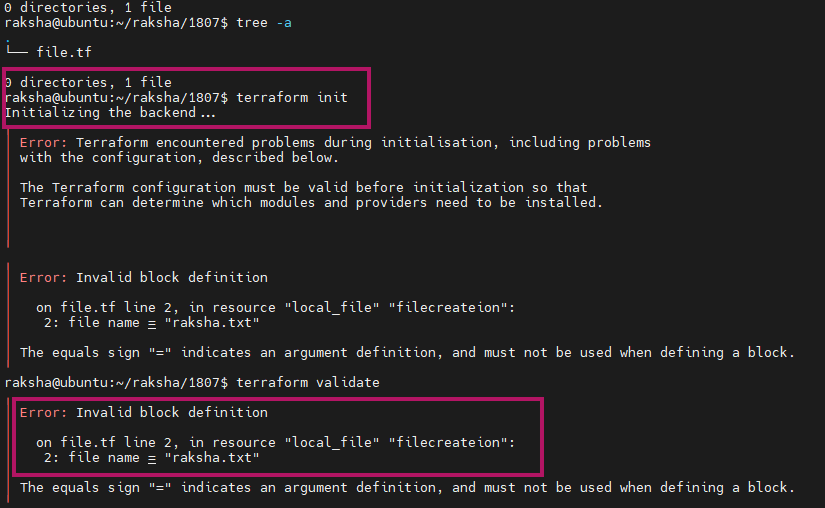 0 directories, 1 file
raksha@ubuntu:~/raksha/1807$ tree -a
.
└── file.tf
0 directories, 1 file
raksha@ubuntu:~/raksha/1807$ terraform init
Initializing the backend...
Error: Terraform encountered problems during initialisation, including problems
with the configuration, described below.
The Terraform configuration must be valid before initialization so that
Terraform can determine which modules and providers need to be installed.
Error: Invalid block definition
on file.tf line 2, in resource "local_file" "filecreateion":
2: file name = "raksha.txt"
The equals sign "=" indicates an argument definition, and must not be used when defining a block.
raksha@ubuntu:~/raksha/1807$ terraform validate
Error: Invalid block definition
on file.tf line 2, in resource "local_file" "filecreateion":
2: file name = "raksha.txt"
The equals sign "=" indicates an argument definition, and must not be used when defining a block.